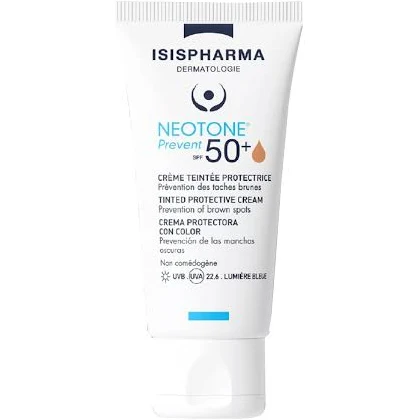 ISISPHARMA
DERMATOLOGIE
NEOTONE®
Prevent SPF 50+
CRÈME TEINTÉE PROTECTRICE
Prévention des taches brunes
TINTED PROTECTIVE CREAM
Prevention of brown spots
CREMA PROTECTORA
CON COLOR
Prevención de las manchas
oscuras
Non comédogène
UVB . UVA 22.6 . LUMIÈRE BLEUE